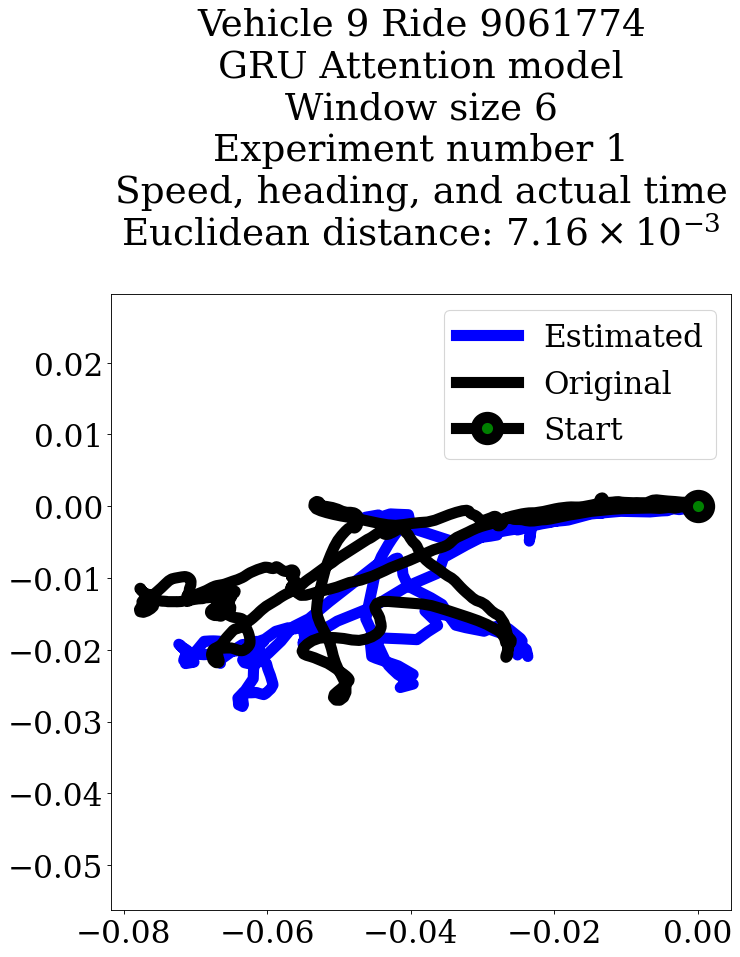 Vehicle 9 Ride 9061774
GRU Attention model
Window size 6
Experiment number 1
Speed, heading, and actual time
Euclidean distance: 7.16 × 10⁻³
Estimated
Original
Start
0.02
0.01
0.00
−0.01
−0.02
−0.03
−0.04
−0.05
−0.08 −0.06 −0.04 −0.02 0.00